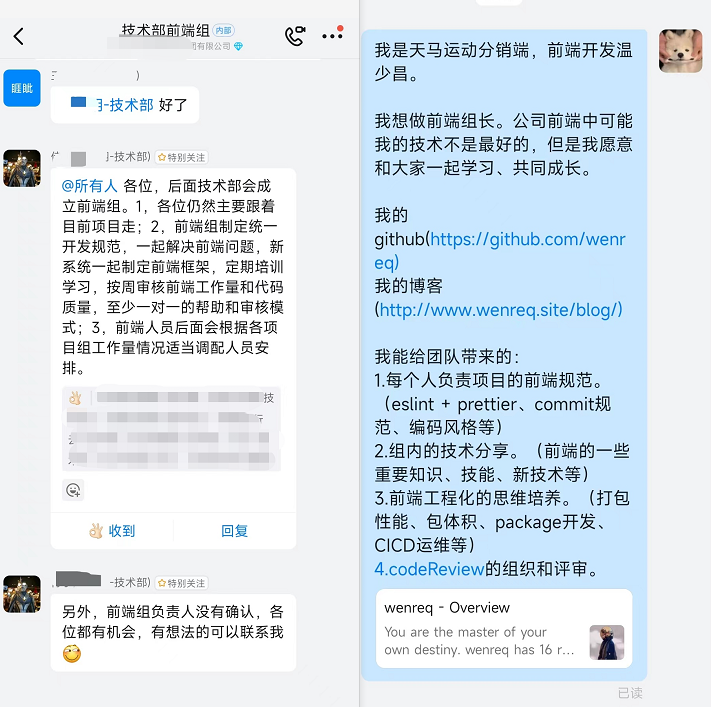 技术部前端组 内部
团有限公司
睚眦
-技术部 好了
-技术部) 特别关注
@所有人 各位，后面技术部会成
立前端组。1，各位仍然主要跟着
目前项目走；2，前端组制定统一
开发规范，一起解决前端问题，新
系统一起制定前端框架，定期培训
学习，按周审核前端工作量和代码
质量，至少一对一的帮助和审核模
式；3，前端人员后面会根据各项
目组工作量情况适当调配人员安
排。
技
收到
回复
-技术部) 特别关注
另外，前端组负责人没有确认，各
位都有机会，有想法的可以联系我
我是天马运动分销端，前端开发温
少昌。
我想做前端组长。公司前端中可能
我的技术不是最好的，但是我愿意
和大家一起学习、共同成长。
我的
github(https://github.com/wenr
eq)
我的博客
(http://www.wenreq.site/blog/)
我能给团队带来的：
1.每个人负责项目的前端规范。
（eslint + prettier、commit规
范、编码风格等）
2.组内的技术分享。（前端的一些
重要知识、技能、新技术等）
3.前端工程化的思维培养。（打包
性能、包体积、package开发、
CICD运维等）
4.codeReview的组织和评审。
wenreq - Overview
You are the master of your
own destiny. wenreq has 16 r...
已读